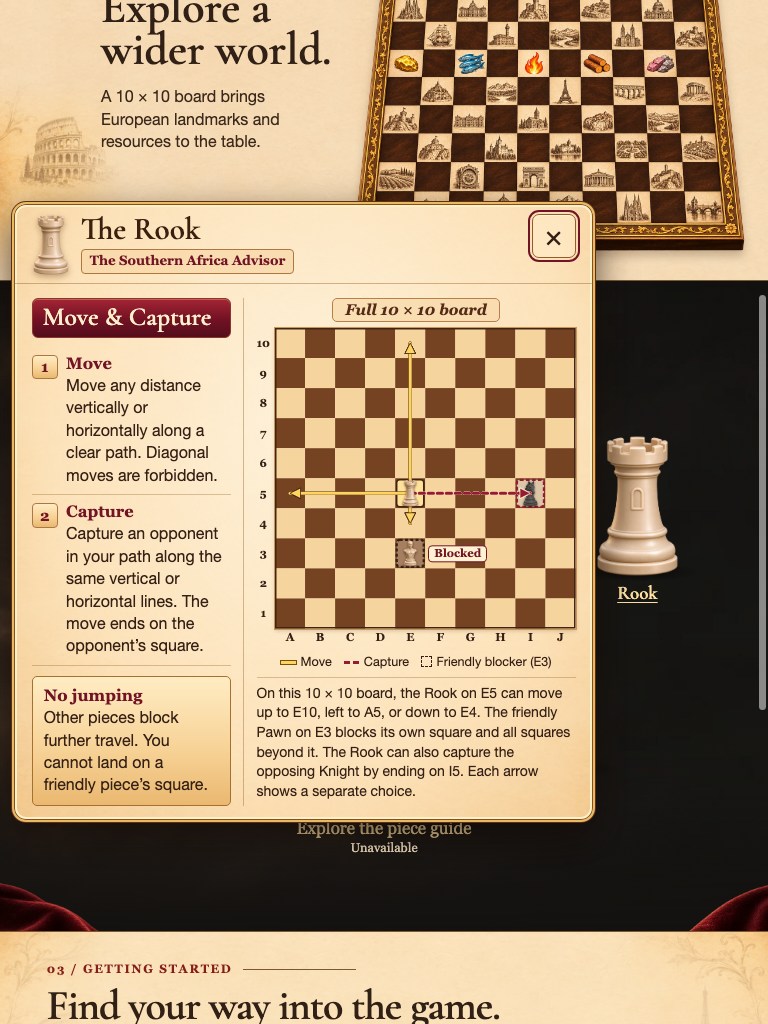 Explore a
wider world.
A 10 × 10 board brings
European landmarks and
resources to the table.
The Rook
The Southern Africa Advisor
×
Move & Capture
1 Move
Move any distance
vertically or
horizontally along a
clear path. Diagonal
moves are forbidden.
2 Capture
Capture an opponent
in your path along the
same vertical or
horizontal lines. The
move ends on the
opponent’s square.
No jumping
Other pieces block
further travel. You
cannot land on a
friendly piece’s square.
Full 10 × 10 board
10
9
8
7
6
5
4
3
Blocked
2
1
A B C D E F G H I J
Move Capture Friendly blocker (E3)
On this 10 × 10 board, the Rook on E5 can move
up to E10, left to A5, or down to E4. The friendly
Pawn on E3 blocks its own square and all squares
beyond it. The Rook can also capture the
opposing Knight by ending on I5. Each arrow
shows a separate choice.
Rook
Explore the piece guide
Unavailable
03 / GETTING STARTED
Find your way into the game.